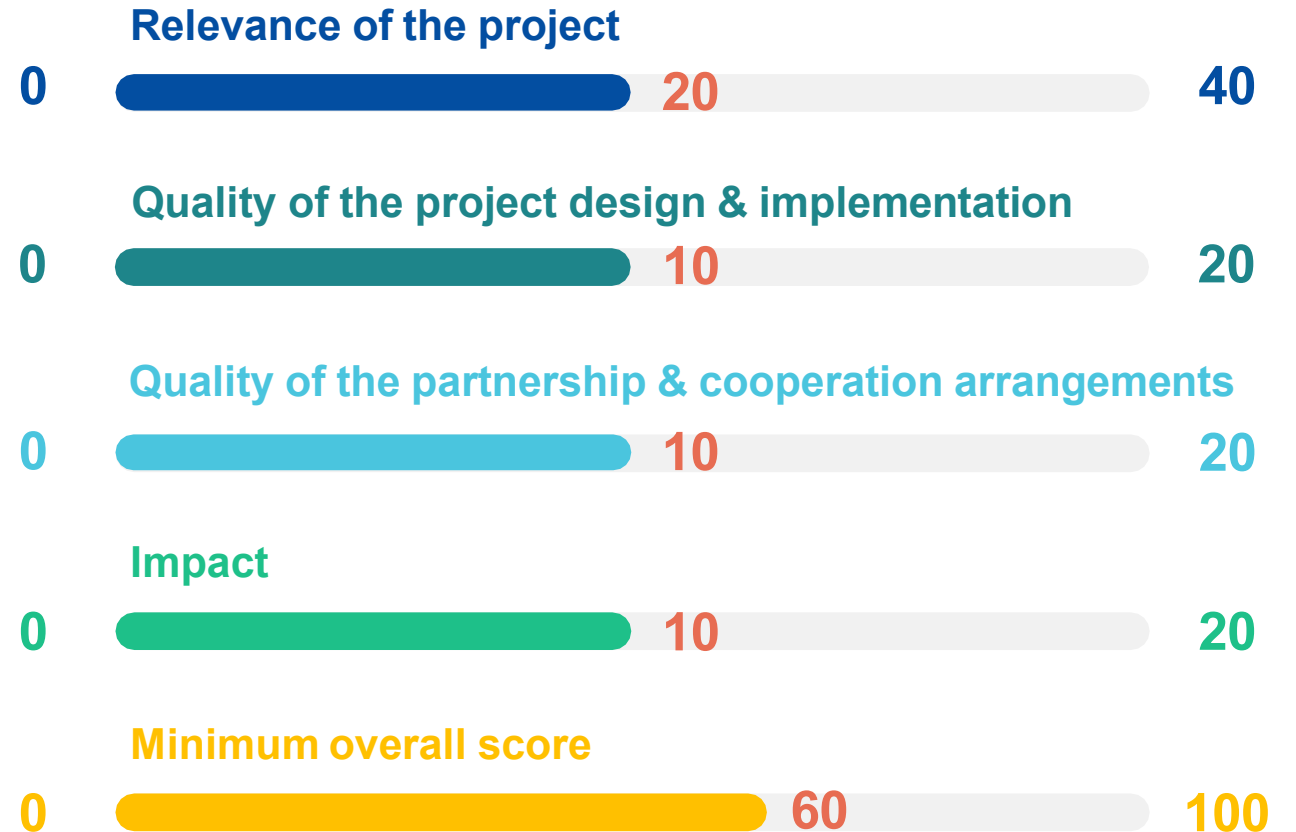 Relevance of the project
0 20 40
Quality of the project design & implementation
0 10 20
Quality of the partnership & cooperation arrangements
0 10 20
Impact
0 10 20
Minimum overall score
0 60 100